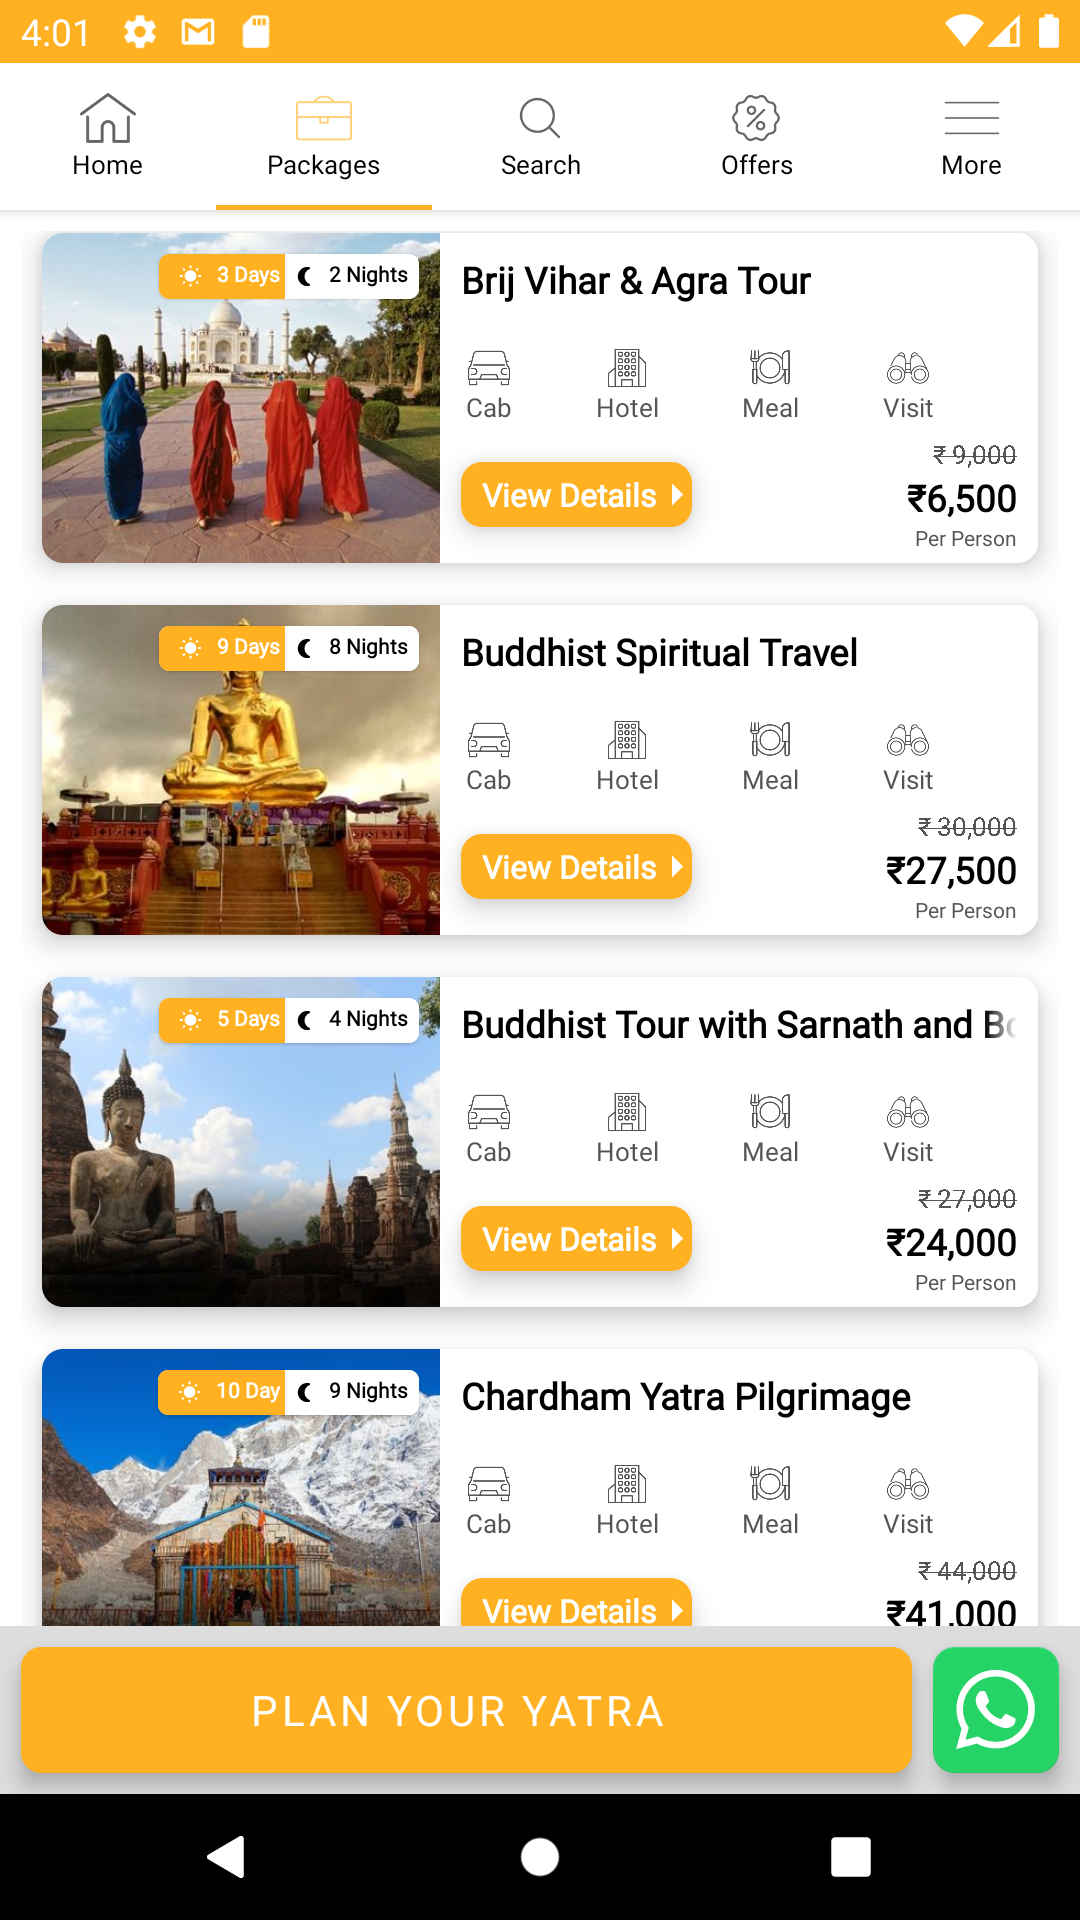 4:01
Home
Packages
Search
Offers
More
3 Days
2 Nights
Brij Vihar & Agra Tour
Cab
Hotel
Meal
Visit
₹ 9,000
View Details
₹6,500
Per Person
9 Days
8 Nights
Buddhist Spiritual Travel
Cab
Hotel
Meal
Visit
₹ 30,000
View Details
₹27,500
Per Person
5 Days
4 Nights
Buddhist Tour with Sarnath and Bo
Cab
Hotel
Meal
Visit
₹ 27,000
View Details
₹24,000
Per Person
10 Day
9 Nights
Chardham Yatra Pilgrimage
Cab
Hotel
Meal
Visit
₹ 44,000
View Details
₹41,000
PLAN YOUR YATRA